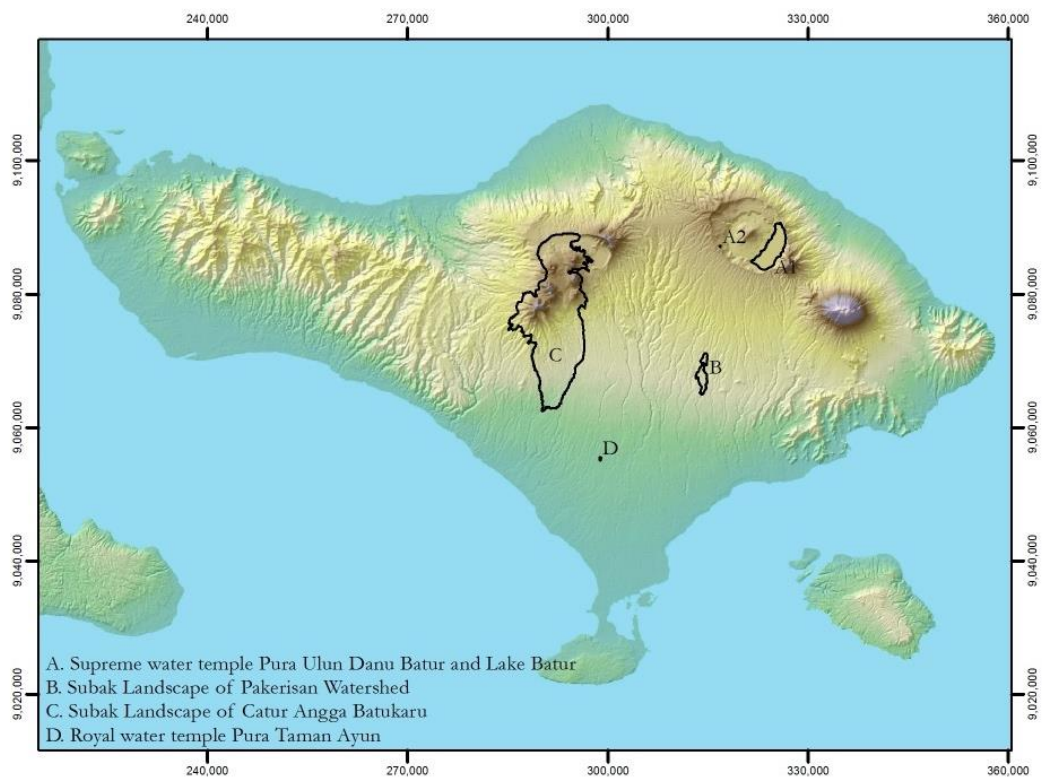 240,000 270,000 300,000 330,000 360,000
9,100,000 9,100,000
A2
A1
9,080,000 9,080,000
C
B
9,060,000 9,060,000
D
9,040,000 9,040,000
A. Supreme water temple Pura Ulun Danu Batur and Lake Batur
B. Subak Landscape of Pakerisan Watershed
9,020,000 9,020,000
C. Subak Landscape of Catur Angga Batukaru
D. Royal water temple Pura Taman Ayun
240,000 270,000 300,000 330,000 360,000